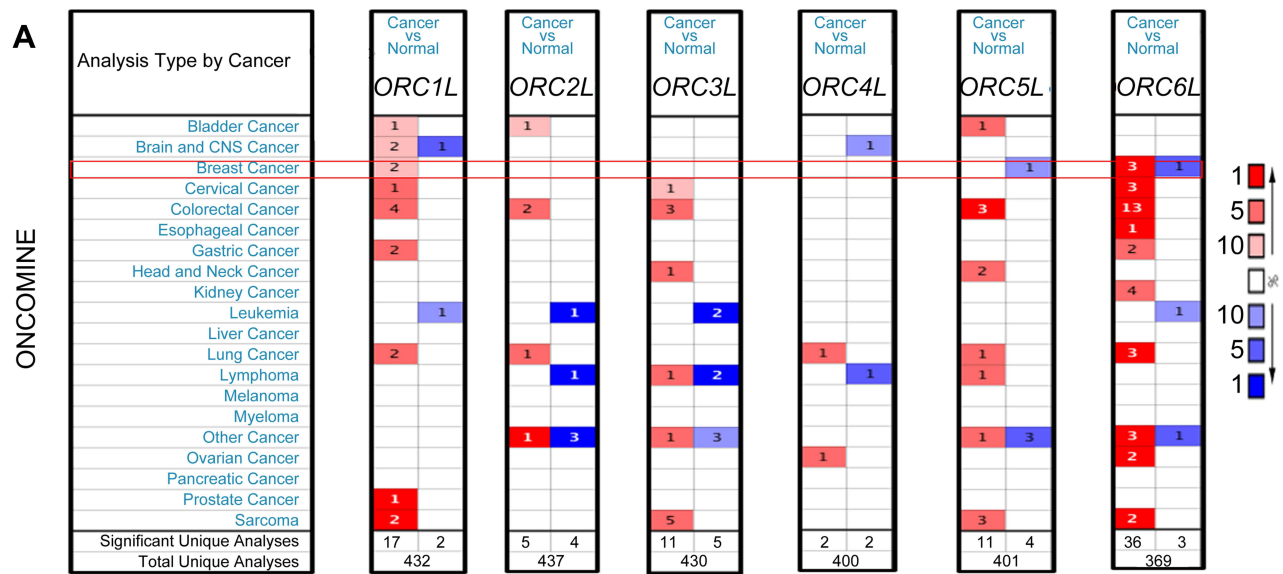 A
ONCOMINE
Analysis Type by Cancer
Cancer vs Normal ORC1L
Cancer vs Normal ORC2L
Cancer vs Normal ORC3L
Cancer vs Normal ORC4L
Cancer vs Normal ORC5L
Cancer vs Normal ORC6L
Bladder Cancer 1 1 1
Brain and CNS Cancer 2 1 1
Breast Cancer 2 1 3 1
Cervical Cancer 1 1 3
Colorectal Cancer 4 2 3 3 13
Esophageal Cancer 1
Gastric Cancer 2 2
Head and Neck Cancer 1 2
Kidney Cancer 4
Leukemia 1 1 2 1
Liver Cancer
Lung Cancer 2 1 1 1 3
Lymphoma 1 1 2 1 1
Melanoma
Myeloma
Other Cancer 1 3 1 3 1 3 3 1
Ovarian Cancer 1 2
Pancreatic Cancer
Prostate Cancer 1
Sarcoma 2 5 3 2
Significant Unique Analyses 17 2 5 4 11 5 2 2 11 4 36 3
Total Unique Analyses 432 437 430 400 401 369
1
5
10
%
10
5
1